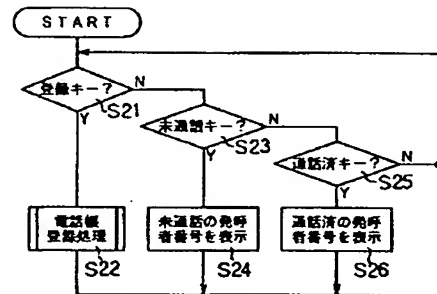 START
登録キー?
N
Y
S21
未通話キー?
N
Y
S23
通話済キー?
N
Y
S25
電話帳
登録処理
S22
未通話の発呼
者番号を表示
S24
通話済の発呼
者番号を表示
S26